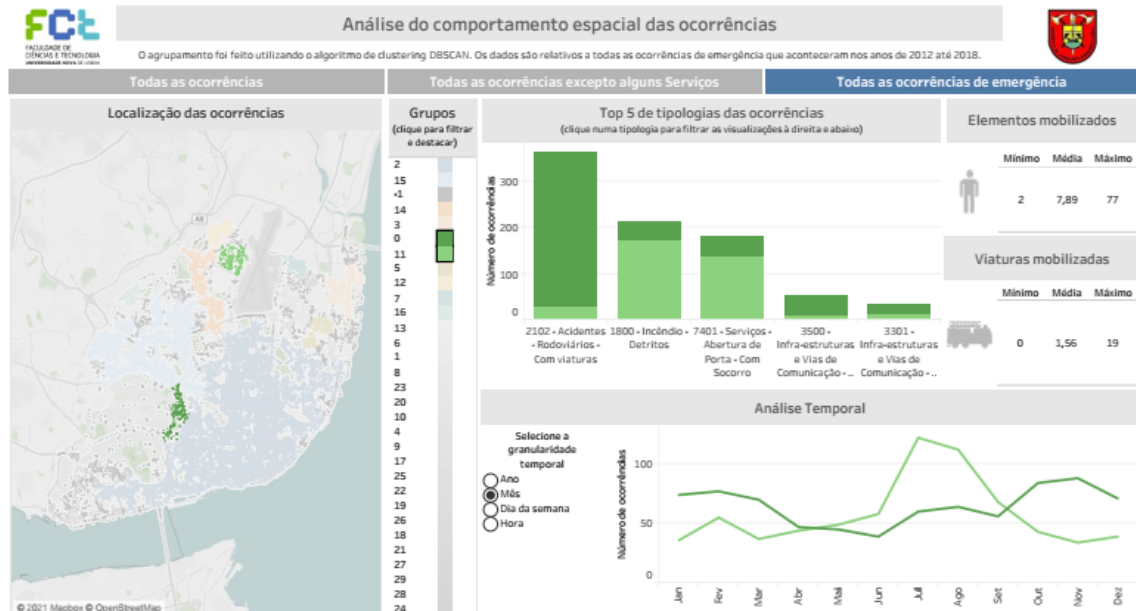 FCt
FACULDADE DE
CIÊNCIAS E TECNOLOGIA
UNIVERSIDADE NOVA DE LISBOA
Análise do comportamento espacial das ocorrências
O agrupamento foi feito utilizando o algoritmo de clustering DBSCAN. Os dados são relativos a todas as ocorrências de emergência que aconteceram nos anos de 2012 até 2018.
Todas as ocorrências
Todas as ocorrências excepto alguns Serviços
Todas as ocorrências de emergência
Localização das ocorrências
A8
© 2021 Mapbox © OpenStreetMap
Grupos
(clique para filtrar
e destacar)
2
15
-1
14
3
0
11
5
12
7
16
13
6
1
8
23
20
10
4
9
17
25
22
19
26
18
21
27
29
28
24
Top 5 de tipologias das ocorrências
(clique numa tipologia para filtrar as visualizações à direita e abaixo)
Número de ocorrências
300
200
100
0
2102 - Acidentes
- Rodoviários -
Com viaturas
1800 - Incêndio -
Detritos
7401 - Serviços -
Abertura de
Porta - Com
Socorro
3500 -
Infra-estruturas
e Vias de
Comunicação - ..
3301 -
Infra-estruturas
e Vias de
Comunicação - ..
Elementos mobilizados
Mínimo Média Máximo
2 7,89 77
Viaturas mobilizadas
Mínimo Média Máximo
0 1,56 19
Análise Temporal
Selecione a
granularidade
temporal
Ano
Mês
Dia da semana
Hora
Número de ocorrências
100
50
0
Jan
Fev
Mar
Abr
Mai
Jun
Jul
Ago
Set
Out
Nov
Dez